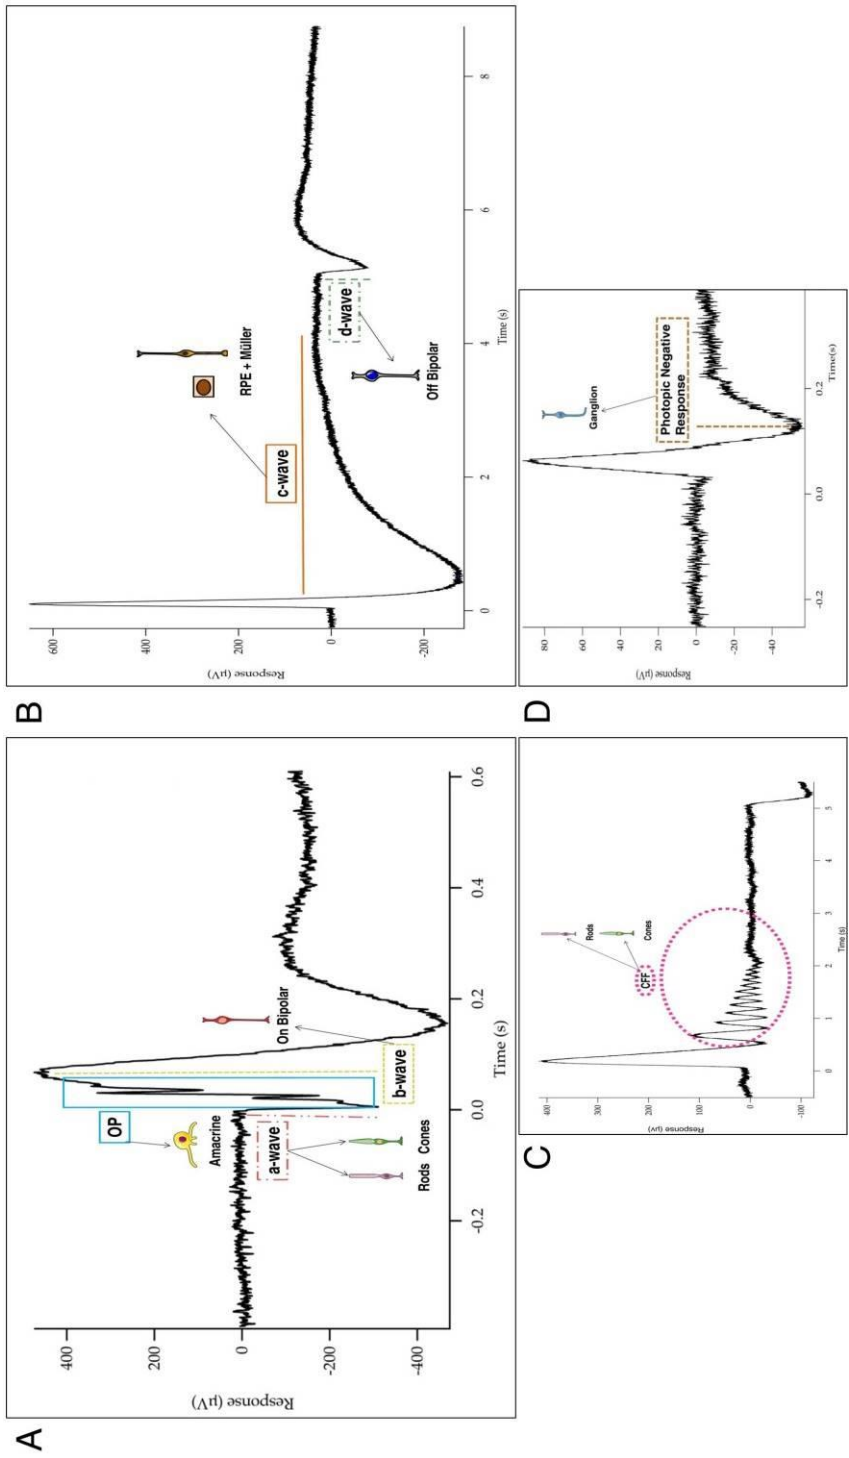 A
400
200
0
-200
-400
Response (µV)
-0.2
0.0
0.2
0.4
0.6
Time (s)
OP
Amacrine
a-wave
Rods Cones
b-wave
On Bipolar
B
600
400
200
0
-200
Response (µV)
0
2
4
6
8
Time (s)
c-wave
RPE + Müller
d-wave
Off Bipolar
C
400
300
200
100
0
-100
Response (µv)
0
1
2
3
4
5
Time (s)
CFF
Rods
Cones
D
80
60
40
20
0
-20
-40
Response (µV)
-0.2
0.0
0.2
Time(s)
Ganglion
Photopic Negative
Response